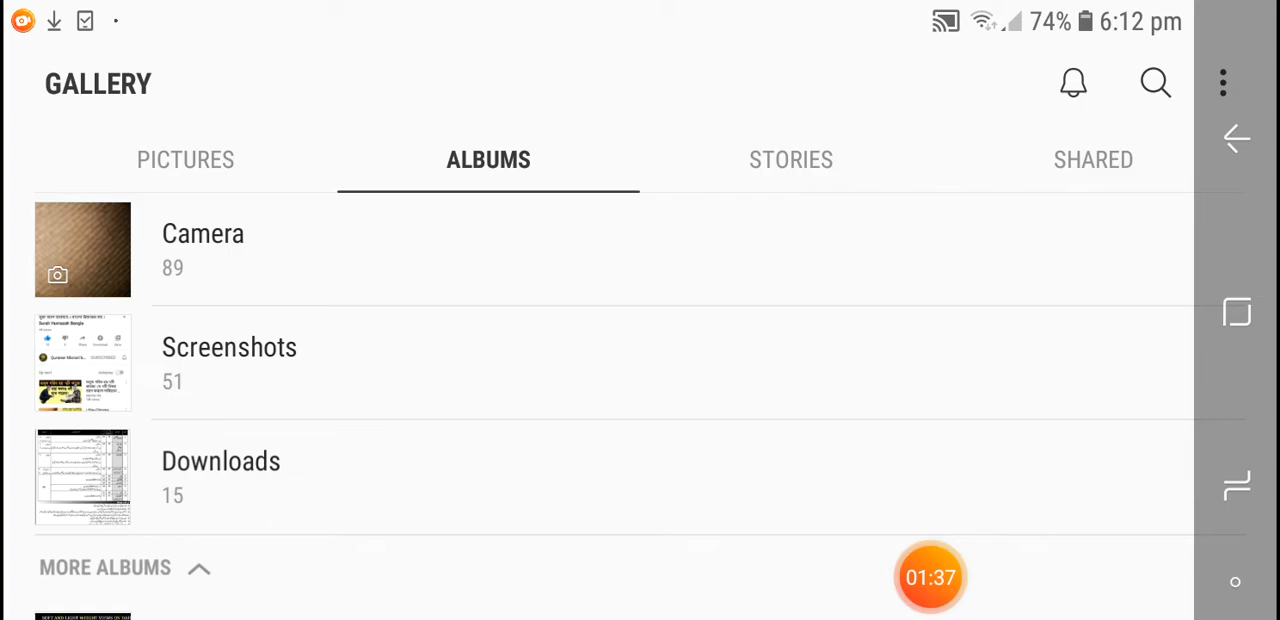 74% 6:12 pm
GALLERY
PICTURES ALBUMS STORIES SHARED
Camera
89
Screenshots
51
Downloads
15
MORE ALBUMS
01:37